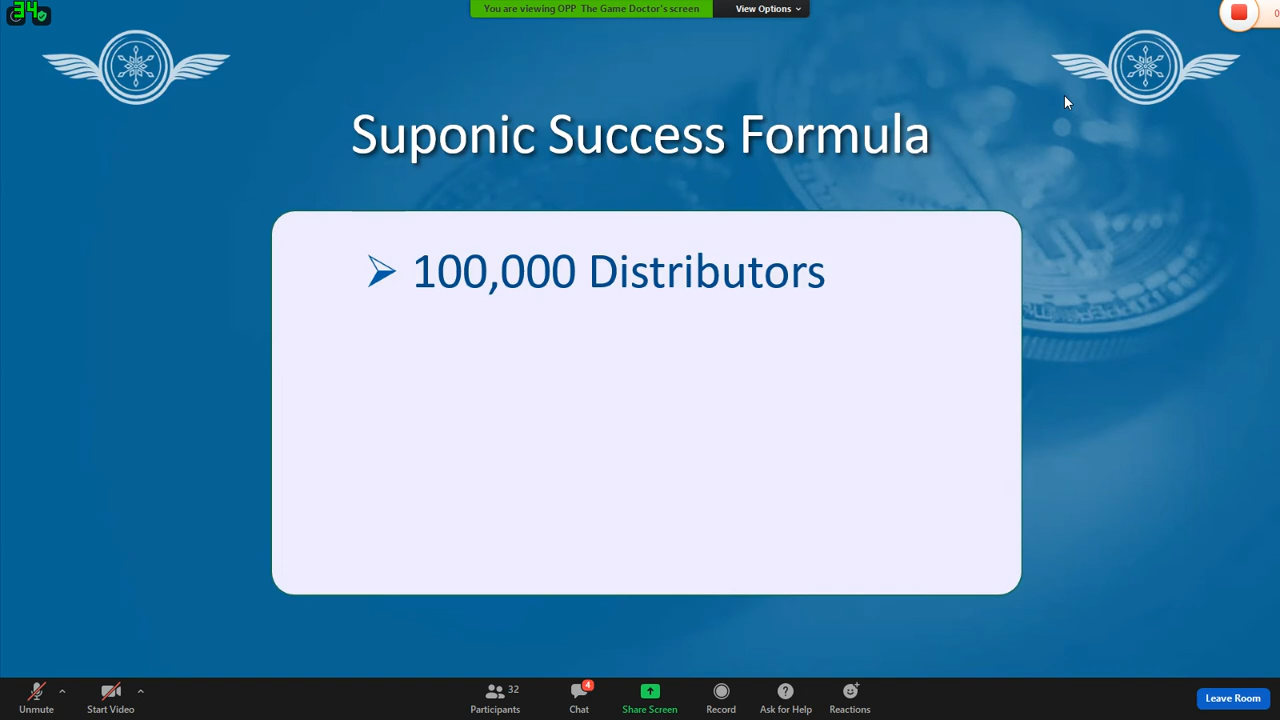 34
You are viewing OPP The Game Doctor's screen
View Options
0
Suponic Success Formula
100,000 Distributors
Unmute
Start Video
32
Participants
4
Chat
Share Screen
Record
Ask for Help
Reactions
Leave Room